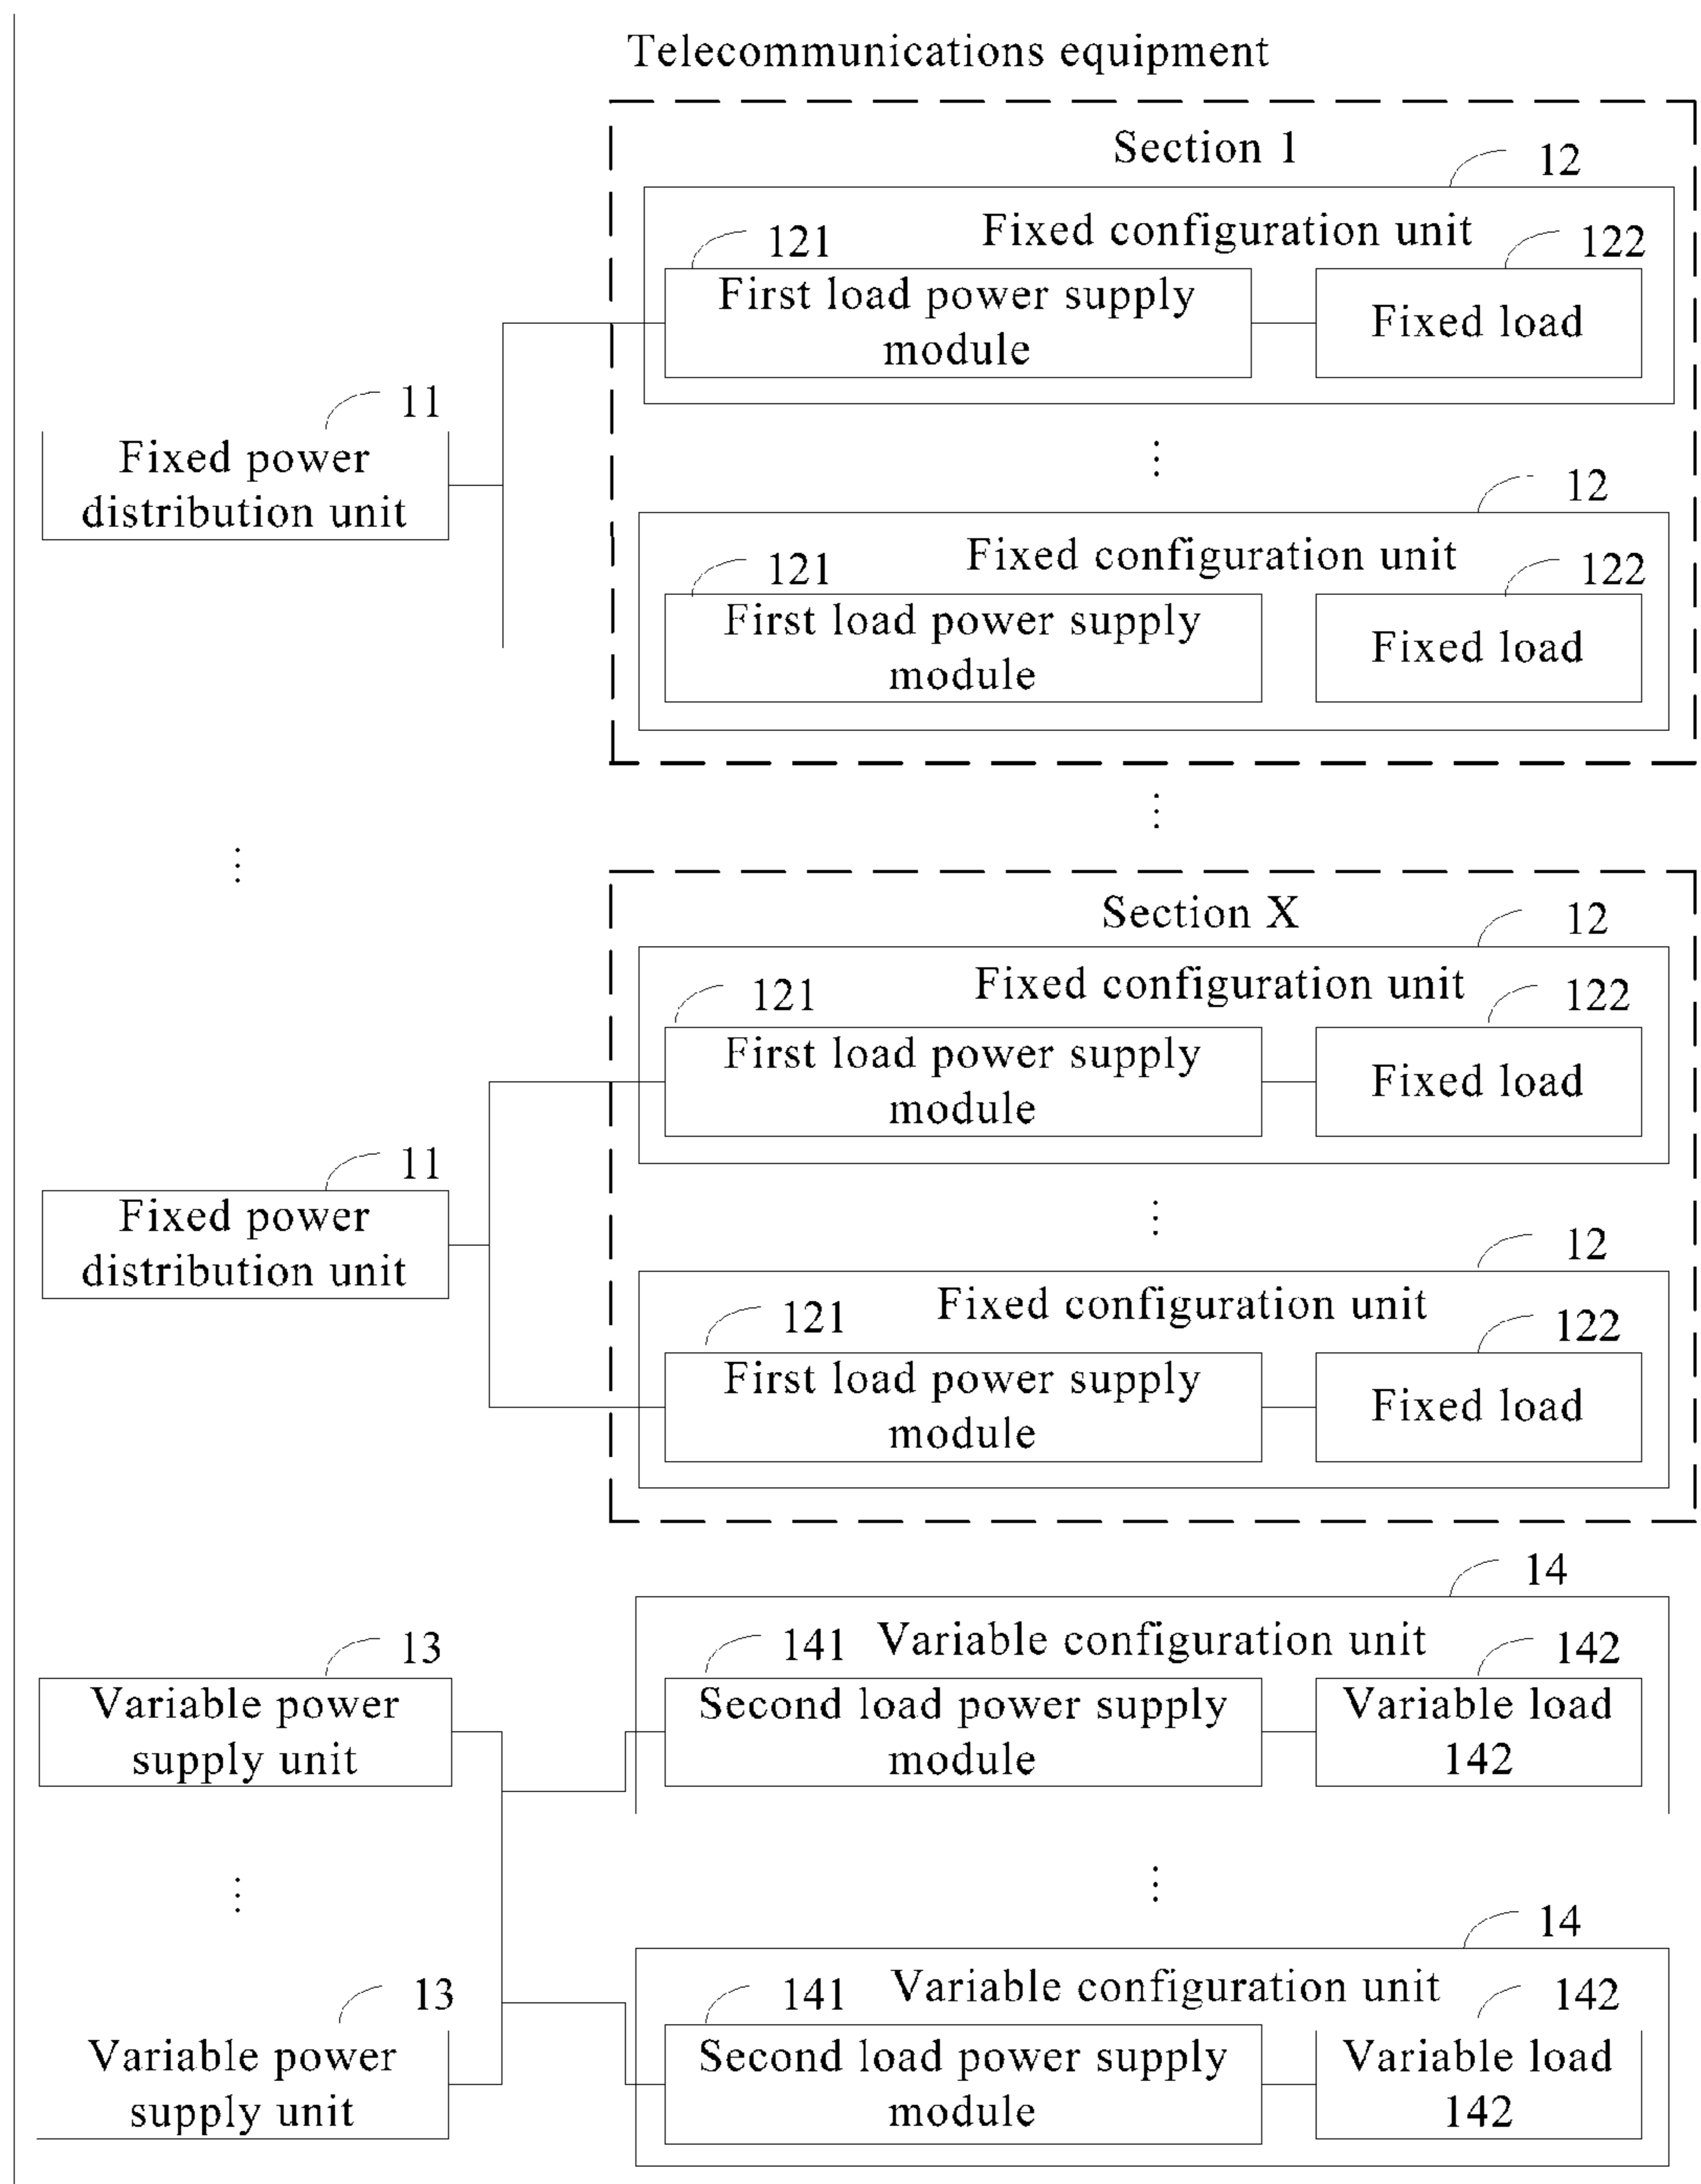 Telecommunications equipment
Section 1
12
Fixed configuration unit
121
122
First load power supply
module
Fixed load
11
Fixed power
distribution unit
12
Fixed configuration unit
121
122
First load power supply
module
Fixed load
Section X
12
Fixed configuration unit
121
122
First load power supply
module
Fixed load
11
Fixed power
distribution unit
12
Fixed configuration unit
121
122
First load power supply
module
Fixed load
14
13
Variable power
supply unit
141
Variable configuration unit
142
Second load power supply
module
Variable load
142
14
13
Variable power
supply unit
141
Variable configuration unit
142
Second load power supply
module
Variable load
142